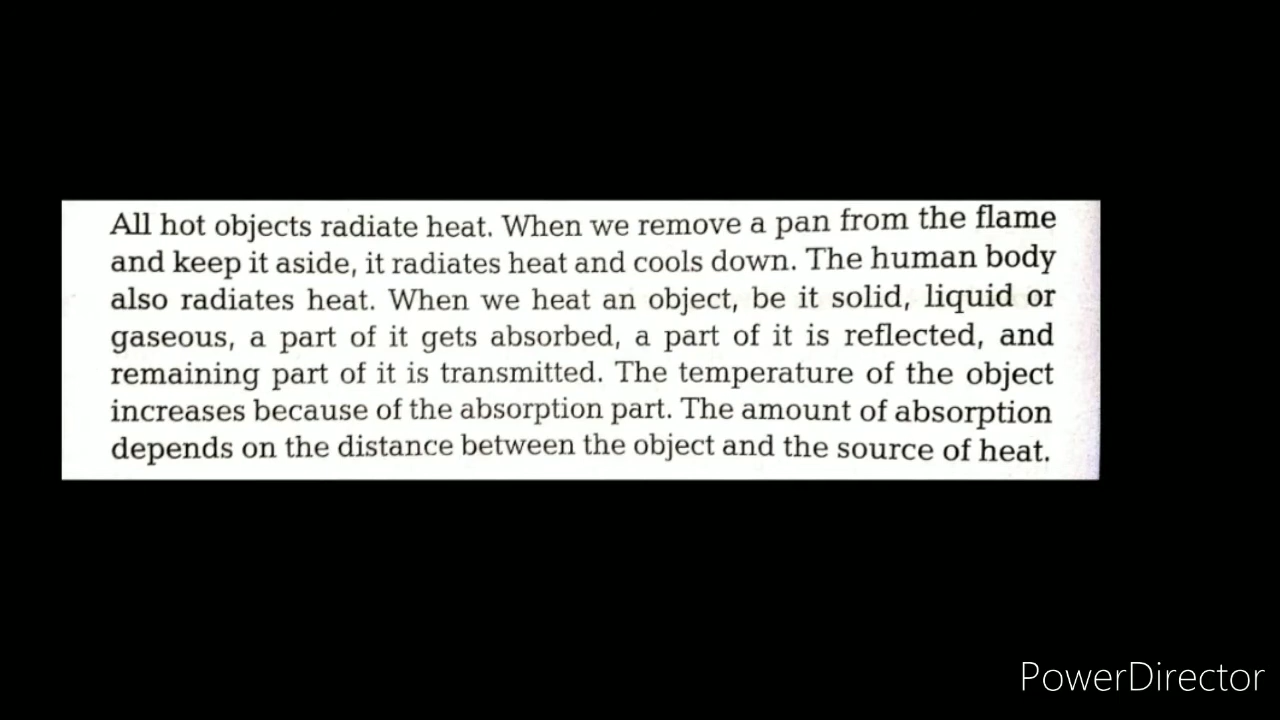 All hot objects radiate heat. When we remove a pan from the flame
and keep it aside, it radiates heat and cools down. The human body
also radiates heat. When we heat an object, be it solid, liquid or
gaseous, a part of it gets absorbed, a part of it is reflected, and
remaining part of it is transmitted. The temperature of the object
increases because of the absorption part. The amount of absorption
depends on the distance between the object and the source of heat.
PowerDirector